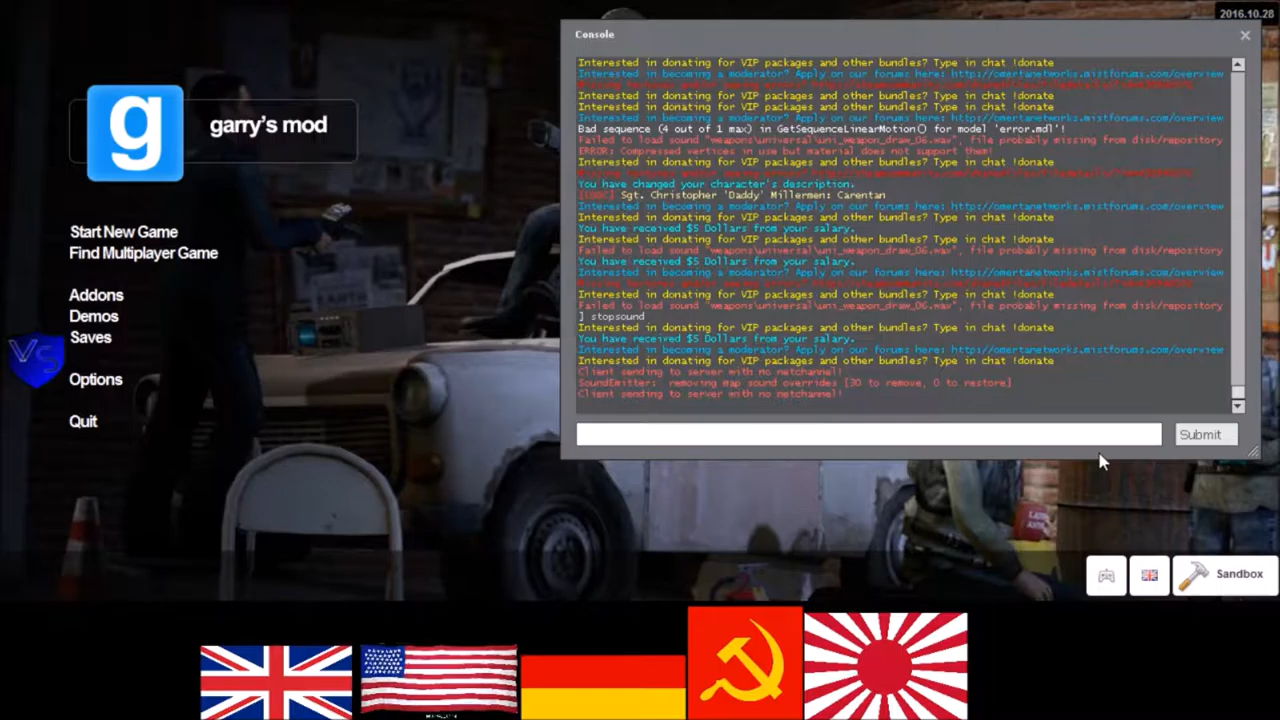 2016.10.28
g
garry's mod
Start New Game
Find Multiplayer Game
Addons
Demos
Saves
VS
Options
Quit
Console
Interested in donating for VIP packages and other bundles? Type in chat !donate
Interested in becoming a moderator? Apply on our forums here: http://omertanetworks.mistforums.com/overview
Interested in donating for VIP packages and other bundles? Type in chat !donate
Interested in donating for VIP packages and other bundles? Type in chat !donate
Interested in becoming a moderator? Apply on our forums here: http://omertanetworks.mistforums.com/overview
Bad sequence (4 out of 1 max) in GetSequenceLinearMotion() for model 'error.mdl'!
Failed to load sound "weapons\universal\uni_weapon_draw_06.wav", file probably missing from disk/repository
ERROR: Compressed vertices in use but material does not support them!
Interested in donating for VIP packages and other bundles? Type in chat !donate
You have changed your character's description.
Sgt. Christopher 'Daddy' Millermen: Carentan
Interested in becoming a moderator? Apply on our forums here: http://omertanetworks.mistforums.com/overview
Interested in donating for VIP packages and other bundles? Type in chat !donate
You have received $5 Dollars from your salary.
Interested in donating for VIP packages and other bundles? Type in chat !donate
Failed to load sound "weapons\universal\uni_weapon_draw_06.wav", file probably missing from disk/repository
You have received $5 Dollars from your salary.
Interested in becoming a moderator? Apply on our forums here: http://omertanetworks.mistforums.com/overview
Interested in donating for VIP packages and other bundles? Type in chat !donate
Failed to load sound "weapons\universal\uni_weapon_draw_06.wav", file probably missing from disk/repository
] stopsound
Interested in donating for VIP packages and other bundles? Type in chat !donate
You have received $5 Dollars from your salary.
Interested in becoming a moderator? Apply on our forums here: http://omertanetworks.mistforums.com/overview
Interested in donating for VIP packages and other bundles? Type in chat !donate
Client sending to server with no netchannel!
SoundEmitter: removing map sound overrides [30 to remove, 0 to restore]
Client sending to server with no netchannel!
Submit
Sandbox